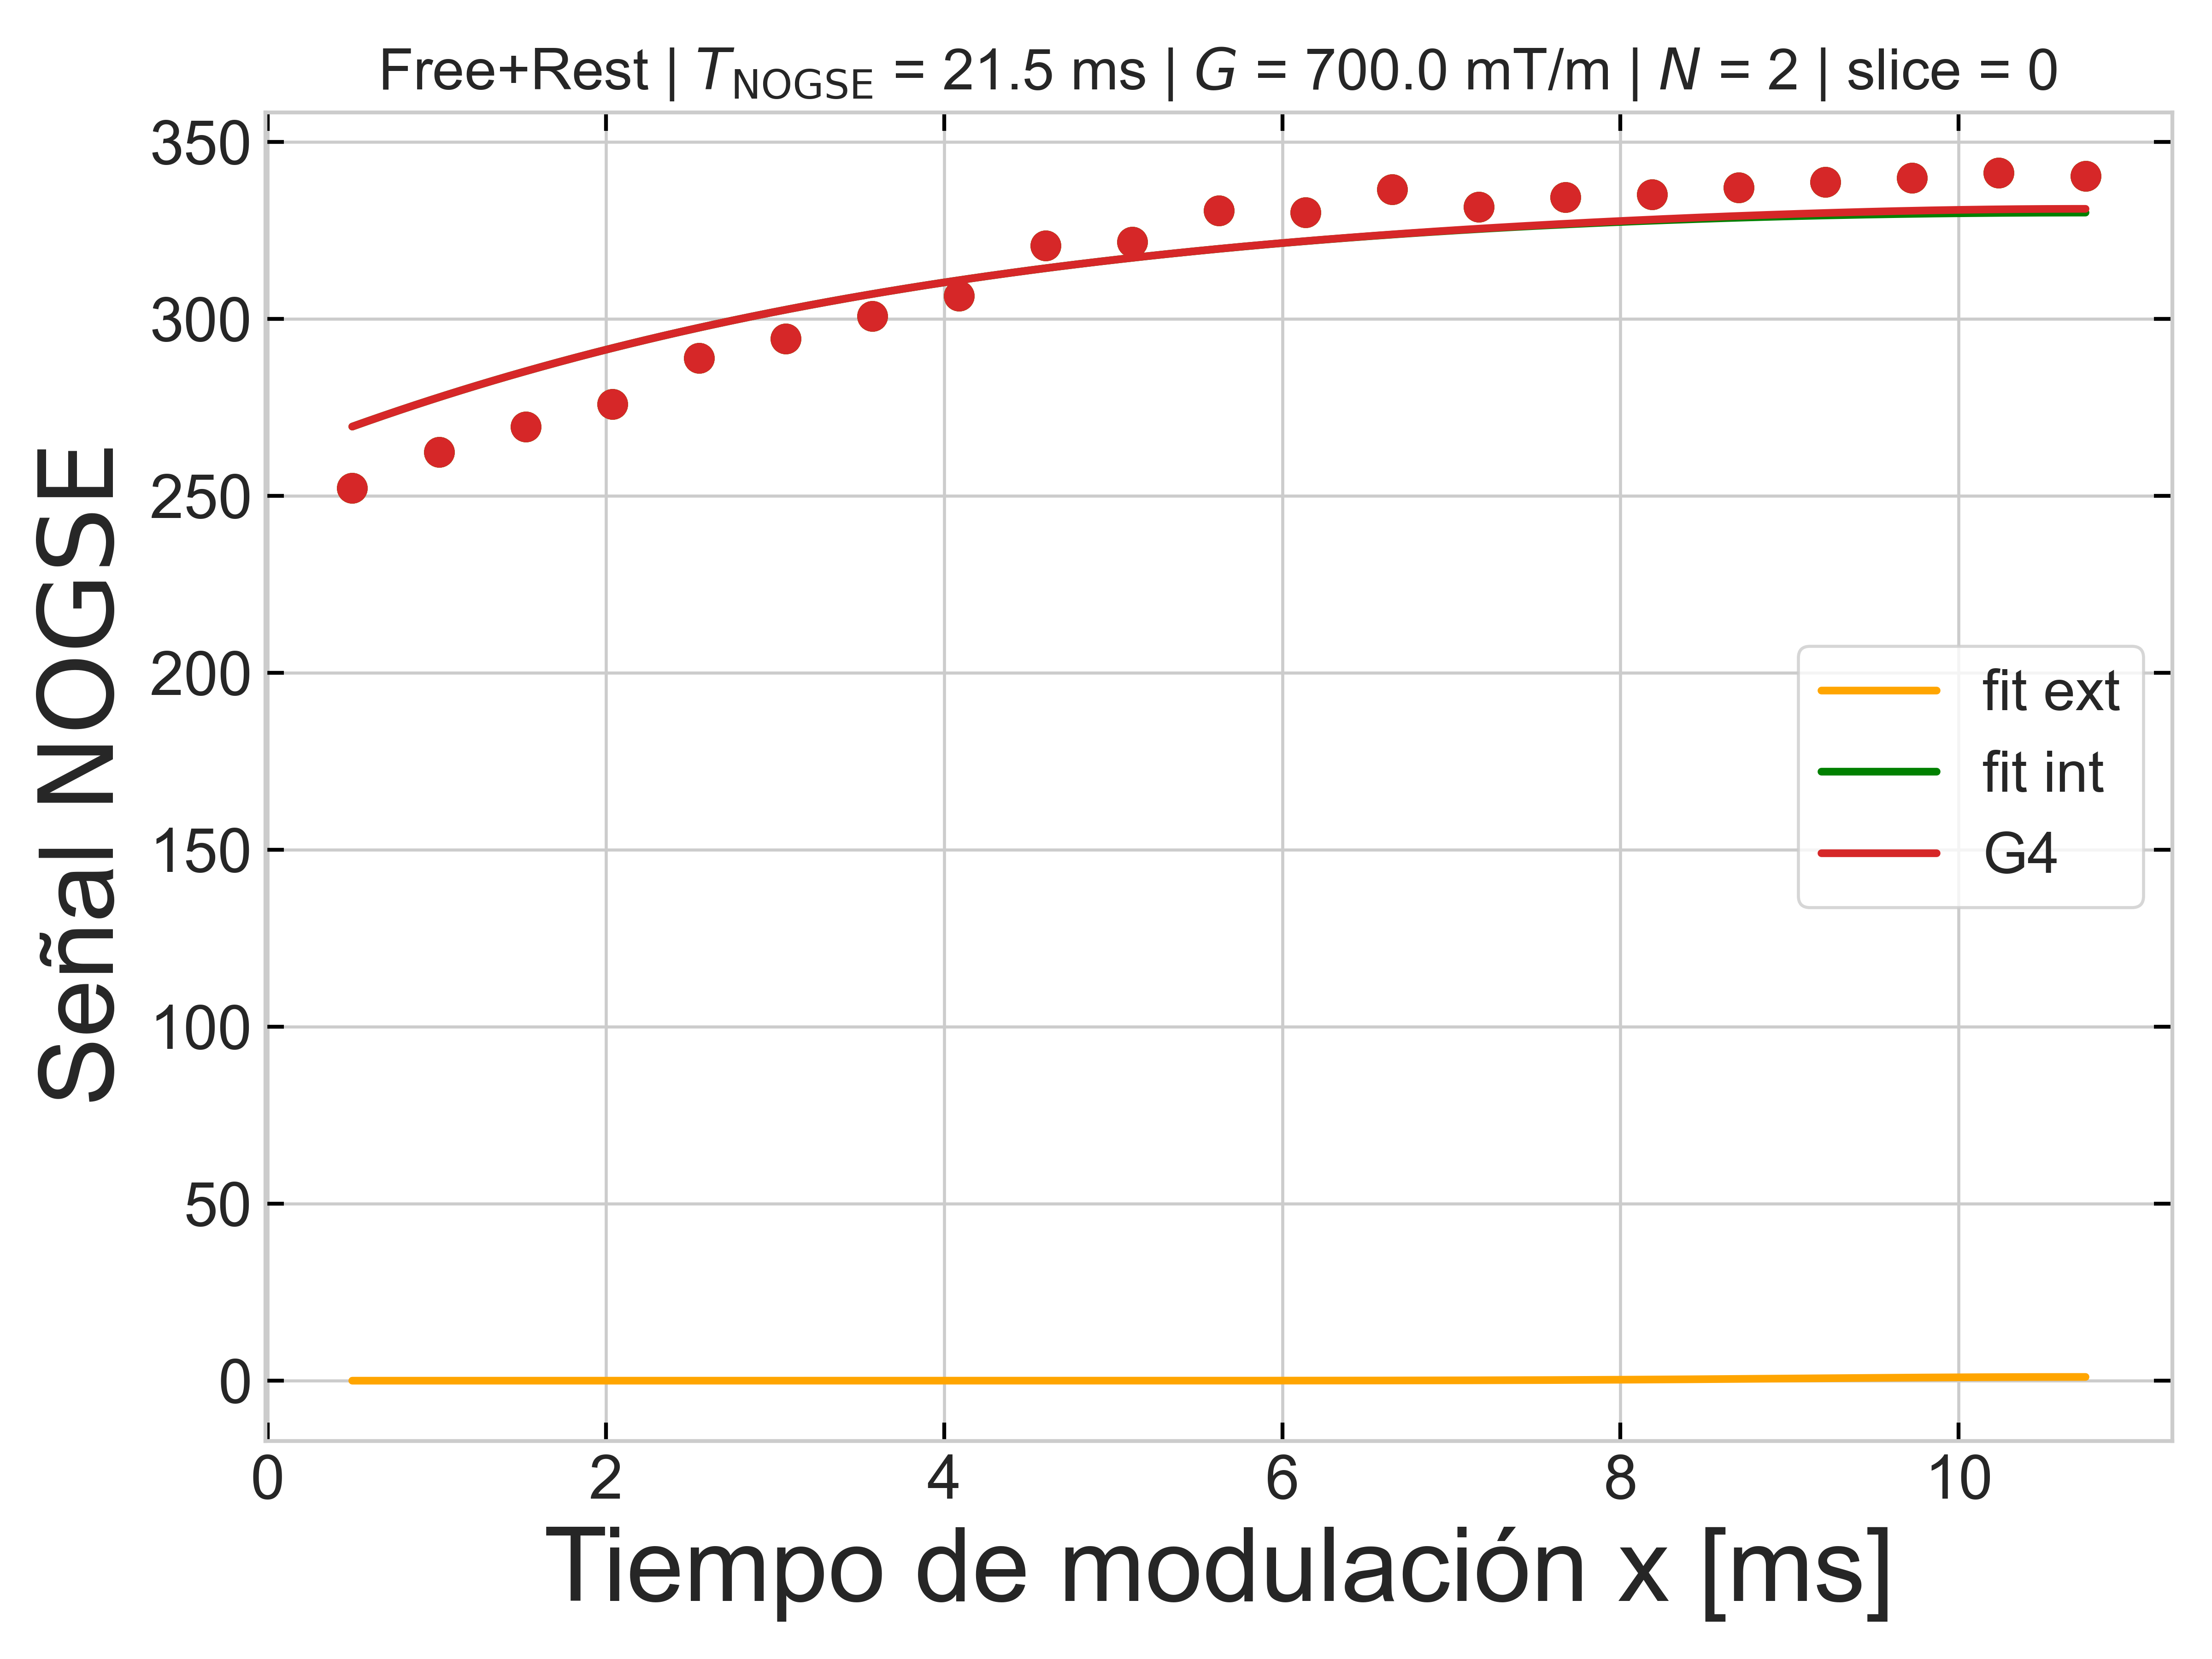 Free+Rest | T_NOGSE = 21.5 ms | G = 700.0 mT/m | N = 2 | slice = 0
Señal NOGSE
350
300
250
200
150
100
50
0
fit ext
fit int
G4
0 2 4 6 8 10
Tiempo de modulación x [ms]